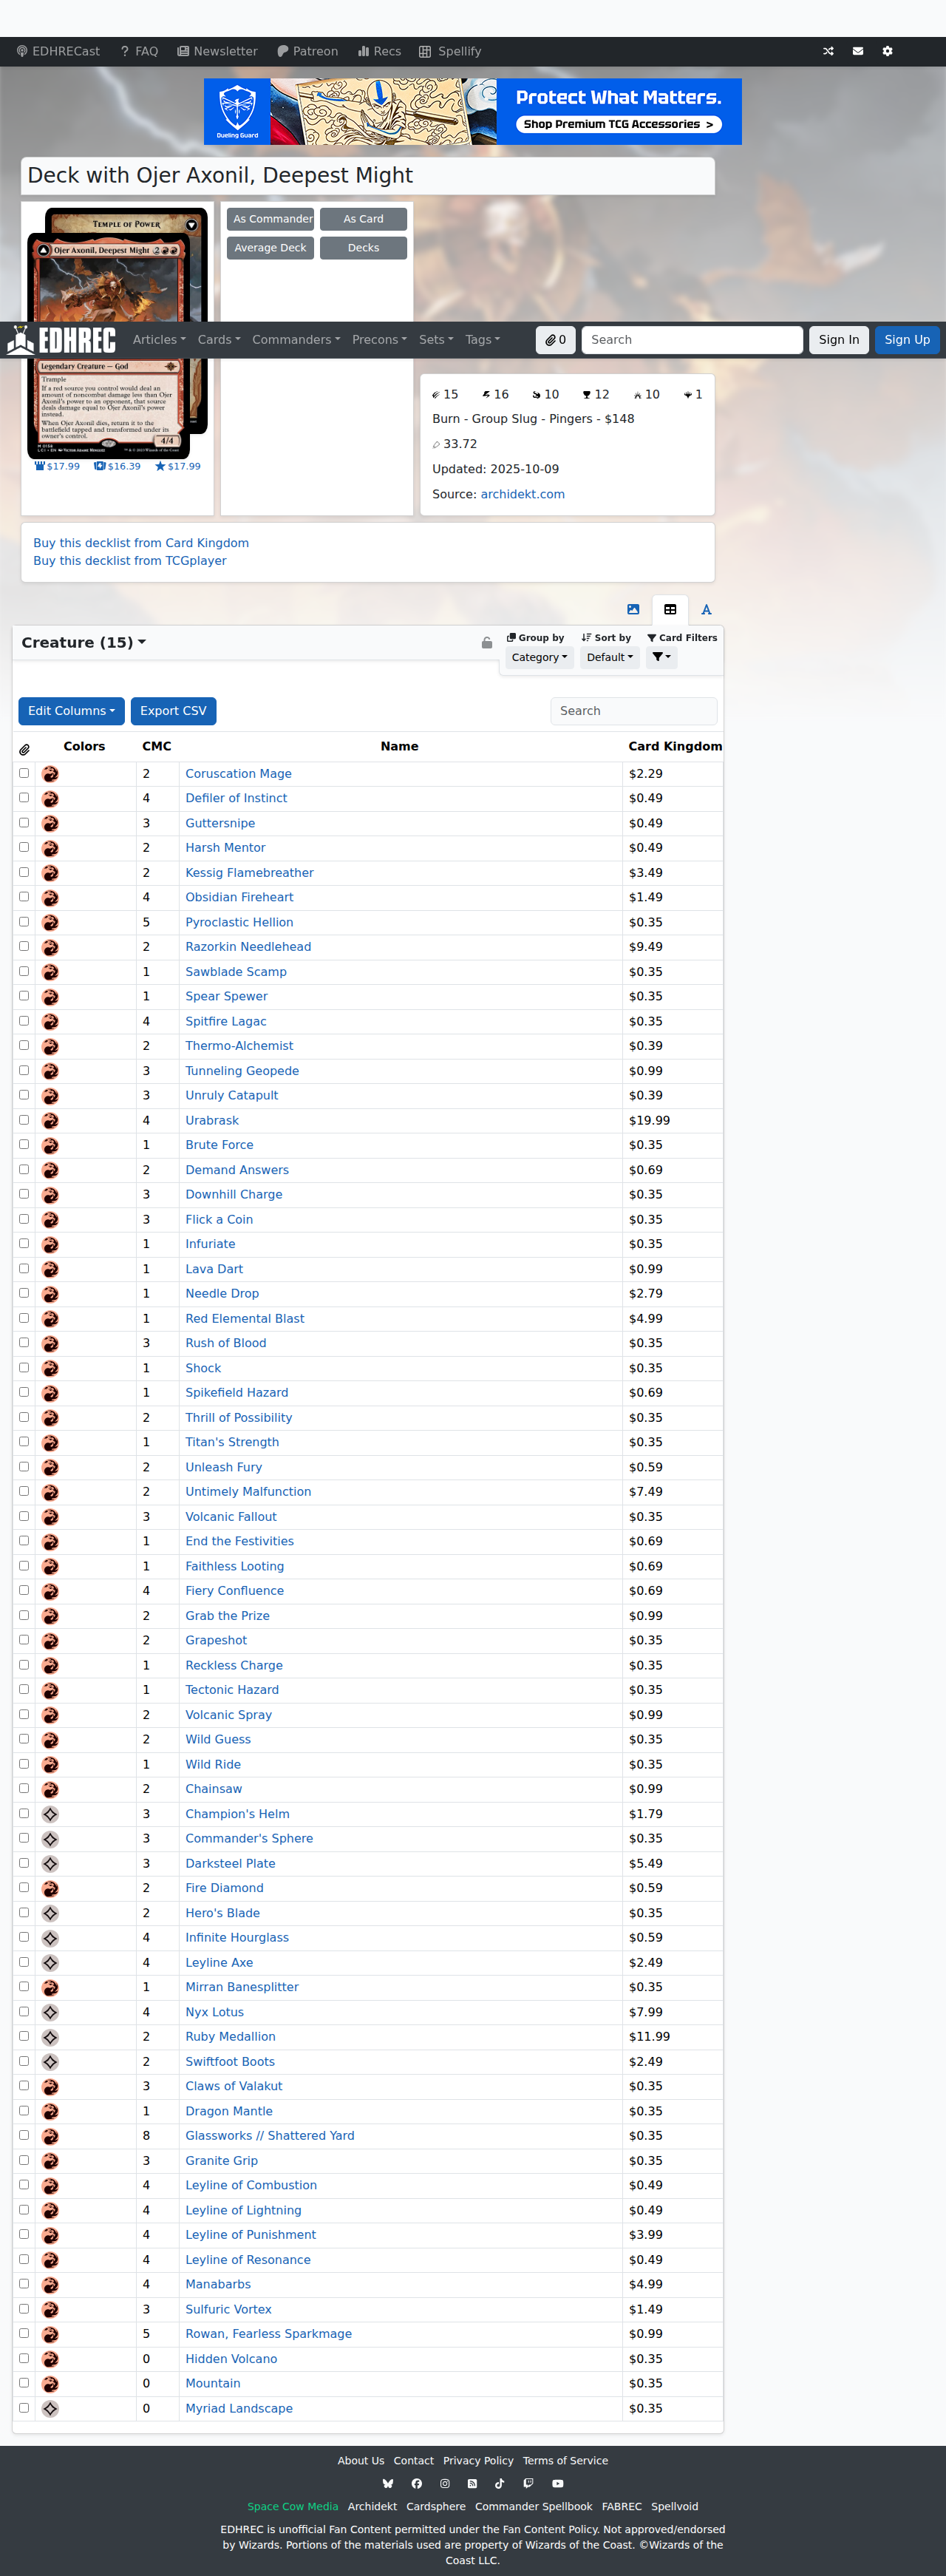 EDHRECast FAQ Newsletter Patreon Recs Spellify
Dueling Guard
Protect What Matters.
Shop Premium TCG Accessories >
Deck with Ojer Axonil, Deepest Might
Temple of Power
Ojer Axonil, Deepest Might
As Commander As Card
Average Deck Decks
EDHREC Articles Cards Commanders Precons Sets Tags 0 Search Sign In Sign Up
Legendary Creature — God
Trample
If a red source you control would deal an
amount of noncombat damage less than Ojer
Axonil's power to an opponent, that source
deals damage equal to Ojer Axonil's power
instead.
When Ojer Axonil dies, return it to the
battlefield tapped and transformed under its
owner's control.
4/4
$17.99 $16.39 $17.99
15 16 10 12 10 1
Burn - Group Slug - Pingers - $148
33.72
Updated: 2025-10-09
Source: archidekt.com
Buy this decklist from Card Kingdom
Buy this decklist from TCGplayer
Creature (15)
Group by Sort by Card Filters
Category Default
Edit Columns Export CSV Search
Colors CMC Name Card Kingdom
2 Coruscation Mage $2.29
4 Defiler of Instinct $0.49
3 Guttersnipe $0.49
2 Harsh Mentor $0.49
2 Kessig Flamebreather $3.49
4 Obsidian Fireheart $1.49
5 Pyroclastic Hellion $0.35
2 Razorkin Needlehead $9.49
1 Sawblade Scamp $0.35
1 Spear Spewer $0.35
4 Spitfire Lagac $0.35
2 Thermo-Alchemist $0.39
3 Tunneling Geopede $0.99
3 Unruly Catapult $0.39
4 Urabrask $19.99
1 Brute Force $0.35
2 Demand Answers $0.69
3 Downhill Charge $0.35
3 Flick a Coin $0.35
1 Infuriate $0.35
1 Lava Dart $0.99
1 Needle Drop $2.79
1 Red Elemental Blast $4.99
3 Rush of Blood $0.35
1 Shock $0.35
1 Spikefield Hazard $0.69
2 Thrill of Possibility $0.35
1 Titan's Strength $0.35
2 Unleash Fury $0.59
2 Untimely Malfunction $7.49
3 Volcanic Fallout $0.35
1 End the Festivities $0.69
1 Faithless Looting $0.69
4 Fiery Confluence $0.69
2 Grab the Prize $0.99
2 Grapeshot $0.35
1 Reckless Charge $0.35
1 Tectonic Hazard $0.35
2 Volcanic Spray $0.99
2 Wild Guess $0.35
1 Wild Ride $0.35
2 Chainsaw $0.99
3 Champion's Helm $1.79
3 Commander's Sphere $0.35
3 Darksteel Plate $5.49
2 Fire Diamond $0.59
2 Hero's Blade $0.35
4 Infinite Hourglass $0.59
4 Leyline Axe $2.49
1 Mirran Banesplitter $0.35
4 Nyx Lotus $7.99
2 Ruby Medallion $11.99
2 Swiftfoot Boots $2.49
3 Claws of Valakut $0.35
1 Dragon Mantle $0.35
8 Glassworks // Shattered Yard $0.35
3 Granite Grip $0.35
4 Leyline of Combustion $0.49
4 Leyline of Lightning $0.49
4 Leyline of Punishment $3.99
4 Leyline of Resonance $0.49
4 Manabarbs $4.99
3 Sulfuric Vortex $1.49
5 Rowan, Fearless Sparkmage $0.99
0 Hidden Volcano $0.35
0 Mountain $0.35
0 Myriad Landscape $0.35
About Us Contact Privacy Policy Terms of Service
Space Cow Media Archidekt Cardsphere Commander Spellbook FABREC Spellvoid
EDHREC is unofficial Fan Content permitted under the Fan Content Policy. Not approved/endorsed
by Wizards. Portions of the materials used are property of Wizards of the Coast. ©Wizards of the
Coast LLC.